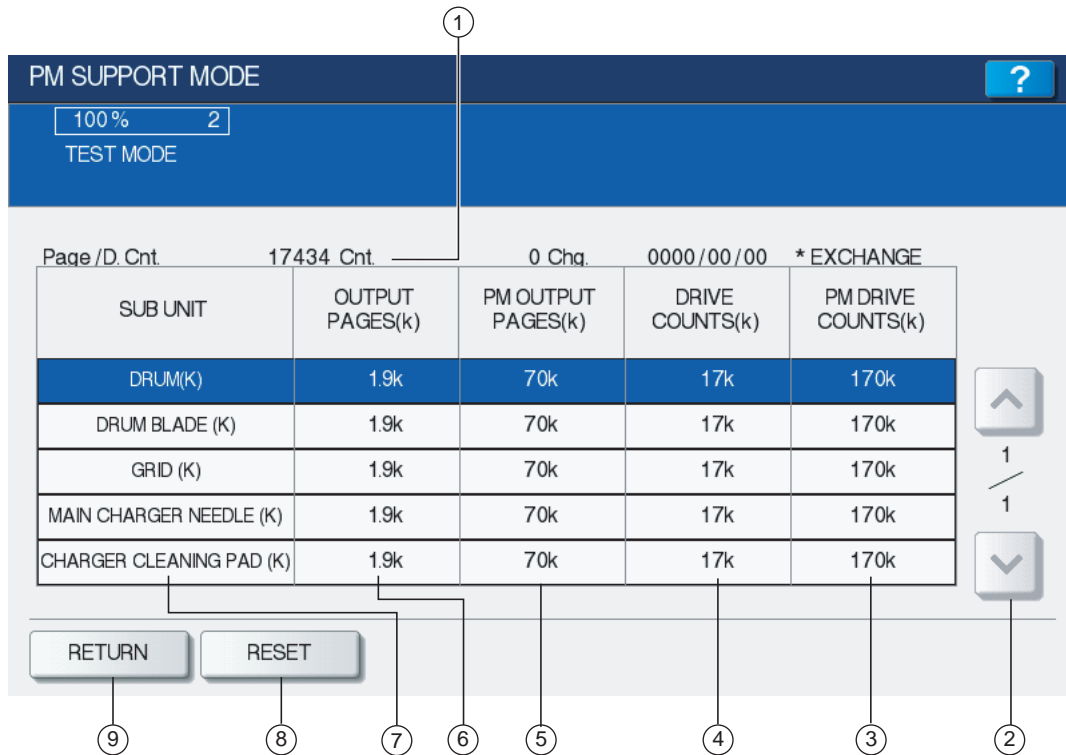 1
PM SUPPORT MODE ?
100% 2
TEST MODE
Page /D. Cnt. 17434 Cnt. 0 Chg. 0000/00/00 * EXCHANGE
SUB UNIT OUTPUT PAGES(k) PM OUTPUT PAGES(k) DRIVE COUNTS(k) PM DRIVE COUNTS(k)
DRUM(K) 1.9k 70k 17k 170k
DRUM BLADE (K) 1.9k 70k 17k 170k
GRID (K) 1.9k 70k 17k 170k
MAIN CHARGER NEEDLE (K) 1.9k 70k 17k 170k
CHARGER CLEANING PAD (K) 1.9k 70k 17k 170k
1
1
RETURN RESET
9 8 7 6 5 4 3 2